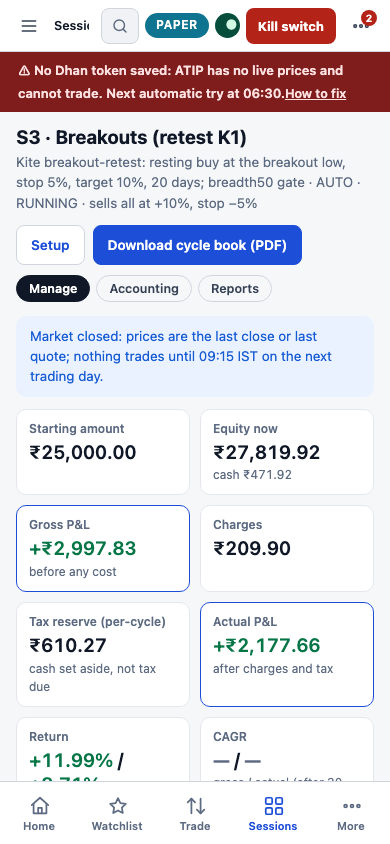 Sessi
PAPER
Kill switch
2
⚠ No Dhan token saved: ATIP has no live prices and
cannot trade. Next automatic try at 06:30.How to fix
S3 · Breakouts (retest K1)
Kite breakout-retest: resting buy at the breakout low,
stop 5%, target 10%, 20 days; breadth50 gate · AUTO ·
RUNNING · sells all at +10%, stop −5%
Setup
Download cycle book (PDF)
Manage
Accounting
Reports
Market closed: prices are the last close or last
quote; nothing trades until 09:15 IST on the next
trading day.
Starting amount
₹25,000.00
Equity now
₹27,819.92
cash ₹471.92
Gross P&L
+₹2,997.83
before any cost
Charges
₹209.90
Tax reserve (per-cycle)
₹610.27
cash set aside, not tax
due
Actual P&L
+₹2,177.66
after charges and tax
Return
+11.99% /
CAGR
— / —
Home
Watchlist
Trade
Sessions
More